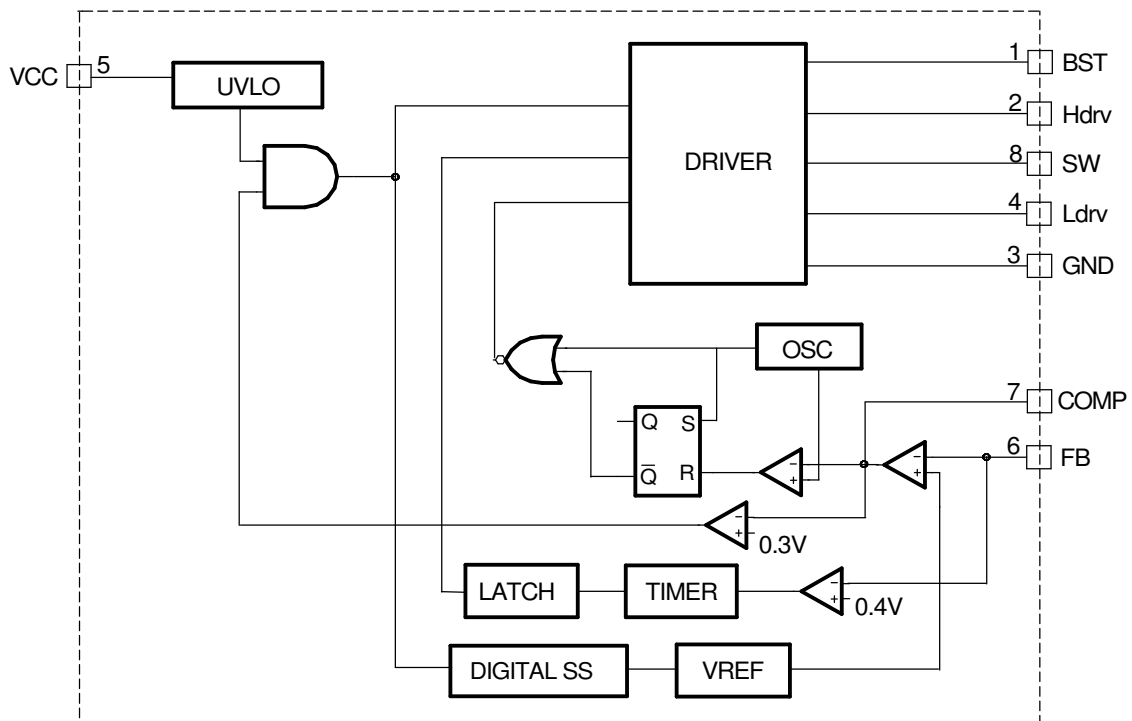 VCC
5
UVLO
DRIVER
1
BST
2
Hdrv
8
SW
4
Ldrv
3
GND
OSC
7
COMP
6
FB
Q
S
Q̅
R
-
+
-
+
-
+
0.3V
LATCH
TIMER
-
+
0.4V
DIGITAL SS
VREF